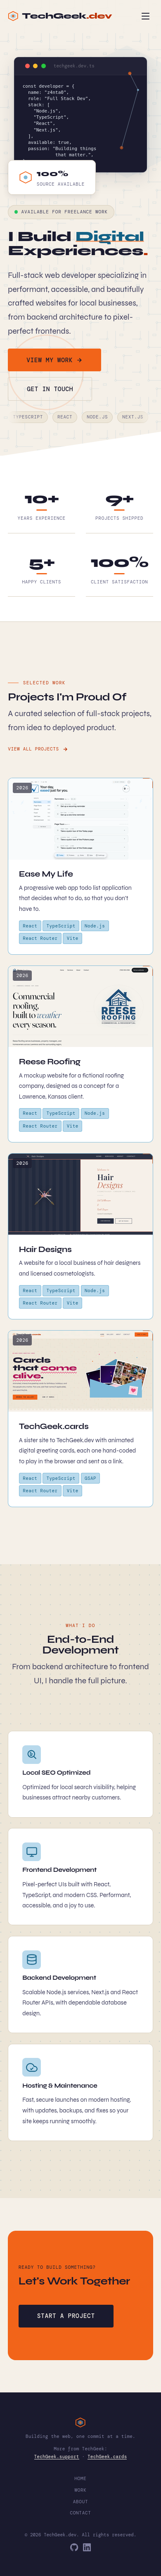 TechGeek.dev
techgeek.dev.ts
const developer = {
name: "z4ntaN",
role: "Full Stack Dev",
stack: [
"Node.js",
"TypeScript",
"React",
"Next.js",
],
available: true,
passion: "Building things
that matter.",
100%
SOURCE AVAILABLE
AVAILABLE FOR FREELANCE WORK
I Build Digital
Experiences.
Full-stack web developer specializing in
performant, accessible, and beautifully
crafted websites for local businesses,
from backend architecture to pixel-
perfect frontends.
VIEW MY WORK →
GET IN TOUCH
TYPESCRIPT
REACT
NODE.JS
NEXT.JS
10+
YEARS EXPERIENCE
9+
PROJECTS SHIPPED
5+
HAPPY CLIENTS
100%
CLIENT SATISFACTION
SELECTED WORK
Projects I'm Proud Of
A curated selection of full-stack projects,
from idea to deployed product.
VIEW ALL PROJECTS →
2026
Ease My Life
A progressive web app todo list application
that decides what to do, so that you don't
have to.
React TypeScript Node.js
React Router Vite
2026
Commercial
roofing,
built to weather
every season.
REESE
ROOFING
Reese Roofing
A mockup website for a fictional roofing
company, designed as a concept for a
Lawrence, Kansas client.
React TypeScript Node.js
React Router Vite
2026
Hair
Designs
Hair Designs
A website for a local business of hair designers
and licensed cosmetologists.
React TypeScript Node.js
React Router Vite
2026
Cards
that come
alive.
TechGeek.cards
A sister site to TechGeek.dev with animated
digital greeting cards, each one hand-coded
to play in the browser and sent as a link.
React TypeScript GSAP
React Router Vite
WHAT I DO
End-to-End
Development
From backend architecture to frontend
UI, I handle the full picture.
Local SEO Optimized
Optimized for local search visibility, helping
businesses attract nearby customers.
Frontend Development
Pixel-perfect UIs built with React,
TypeScript, and modern CSS. Performant,
accessible, and a joy to use.
Backend Development
Scalable Node.js services, Next.js and React
Router APIs, with dependable database
design.
Hosting & Maintenance
Fast, secure launches on modern hosting,
with updates, backups, and fixes so your
site keeps running smoothly.
READY TO BUILD SOMETHING?
Let's Work Together
START A PROJECT
Building the web, one commit at a time.
More from TechGeek:
TechGeek.support · TechGeek.cards
HOME
WORK
ABOUT
CONTACT
© 2026 TechGeek.dev. All rights reserved.